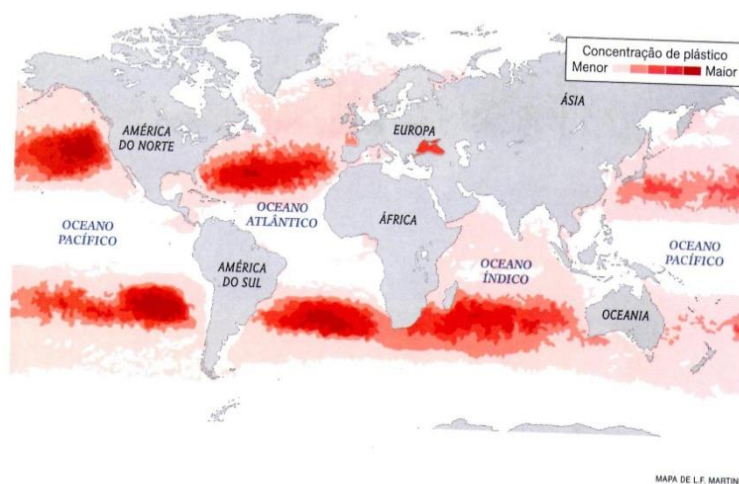 Concentração de plástico
Menor Maior
ÁSIA
AMÉRICA
DO NORTE
EUROPA
OCEANO
ATLÂNTICO
ÁFRICA
OCEANO
PACÍFICO
OCEANO
PACÍFICO
AMÉRICA
DO SUL
OCEANO
ÍNDICO
OCEANIA
MAPA DE L.F. MARTIN